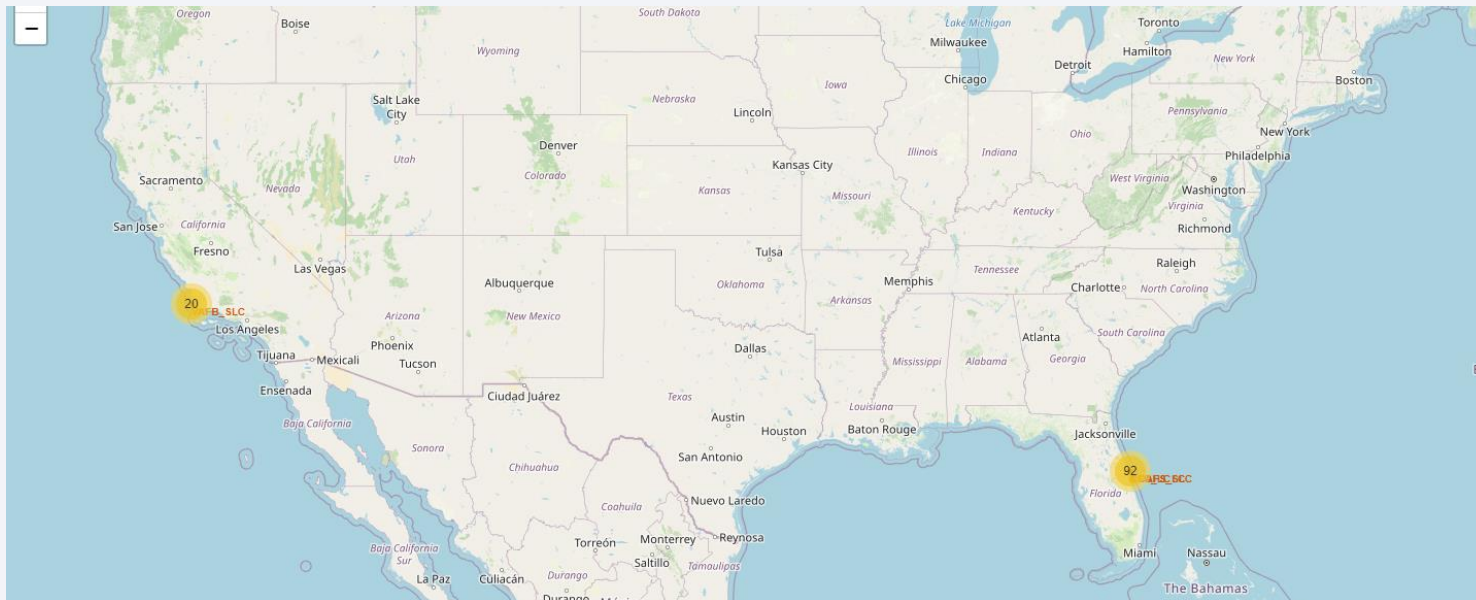 −
Oregon
Boise
South Dakota
Lake Michigan
Toronto
Wyoming
Milwaukee
Hamilton
New York
Detroit
Chicago
Iowa
Boston
Salt Lake
City
Nebraska
Lincoln
Pennsylvania
New York
Denver
Utah
Illinois
Indiana
Ohio
Philadelphia
Kansas City
Sacramento
Nevada
Colorado
Kansas
Missouri
West Virginia
Washington
Virginia
San Jose
California
Kentucky
Richmond
Fresno
Las Vegas
Tulsa
Raleigh
Tennessee
Albuquerque
Oklahoma
Memphis
Charlotte
North Carolina
20
AFB_SLC
Los Angeles
Arizona
New Mexico
Arkansas
South Carolina
Phoenix
Atlanta
Tijuana
Mexicali
Tucson
Dallas
Mississippi
Alabama
Georgia
Ensenada
Ciudad Juárez
Texas
Louisiana
Baja California
Austin
Houston
Baton Rouge
Jacksonville
Sonora
San Antonio
Chihuahua
92
Florida
Nuevo Laredo
Coahuila
Torreón
Monterrey
Reynosa
Baja California
Sur
Saltillo
Tamaulipas
Miami
Nassau
La Paz
Culiacán
Durango
The Bahamas
Durango